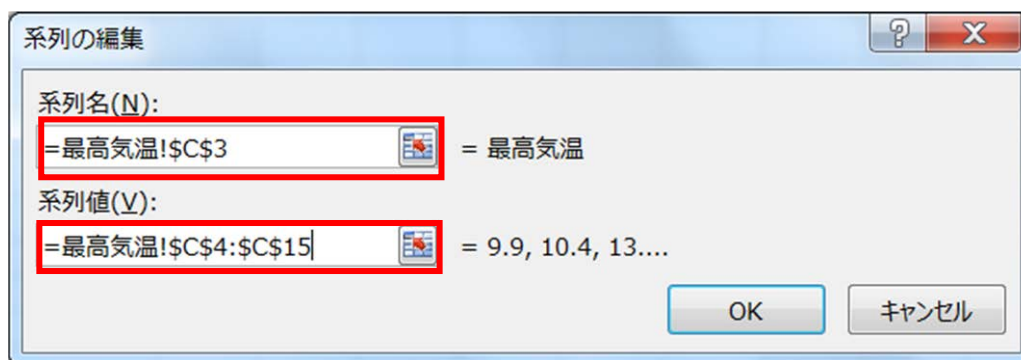 系列の編集
系列名(N):
=最高気温!$C$3 = 最高気温
系列値(V):
=最高気温!$C$4:$C$15 = 9.9, 10.4, 13....
OK キャンセル